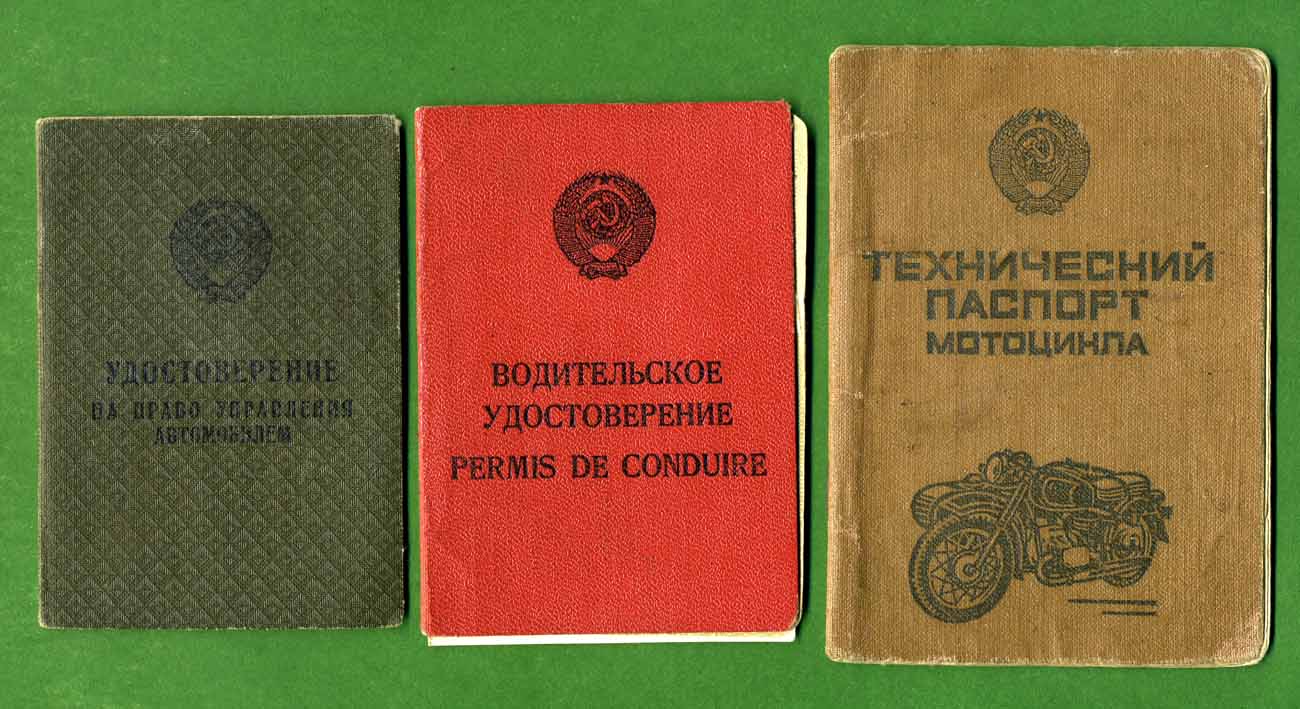 УДОСТОВЕРЕНИЕ
НА ПРАВО УПРАВЛЕНИЯ
АВТОМОБИЛЕМ
ВОДИТЕЛЬСКОЕ
УДОСТОВЕРЕНИЕ
PERMIS DE CONDUIRE
ТЕХНИЧЕСКИЙ
ПАСПОРТ
МОТОЦИКЛА